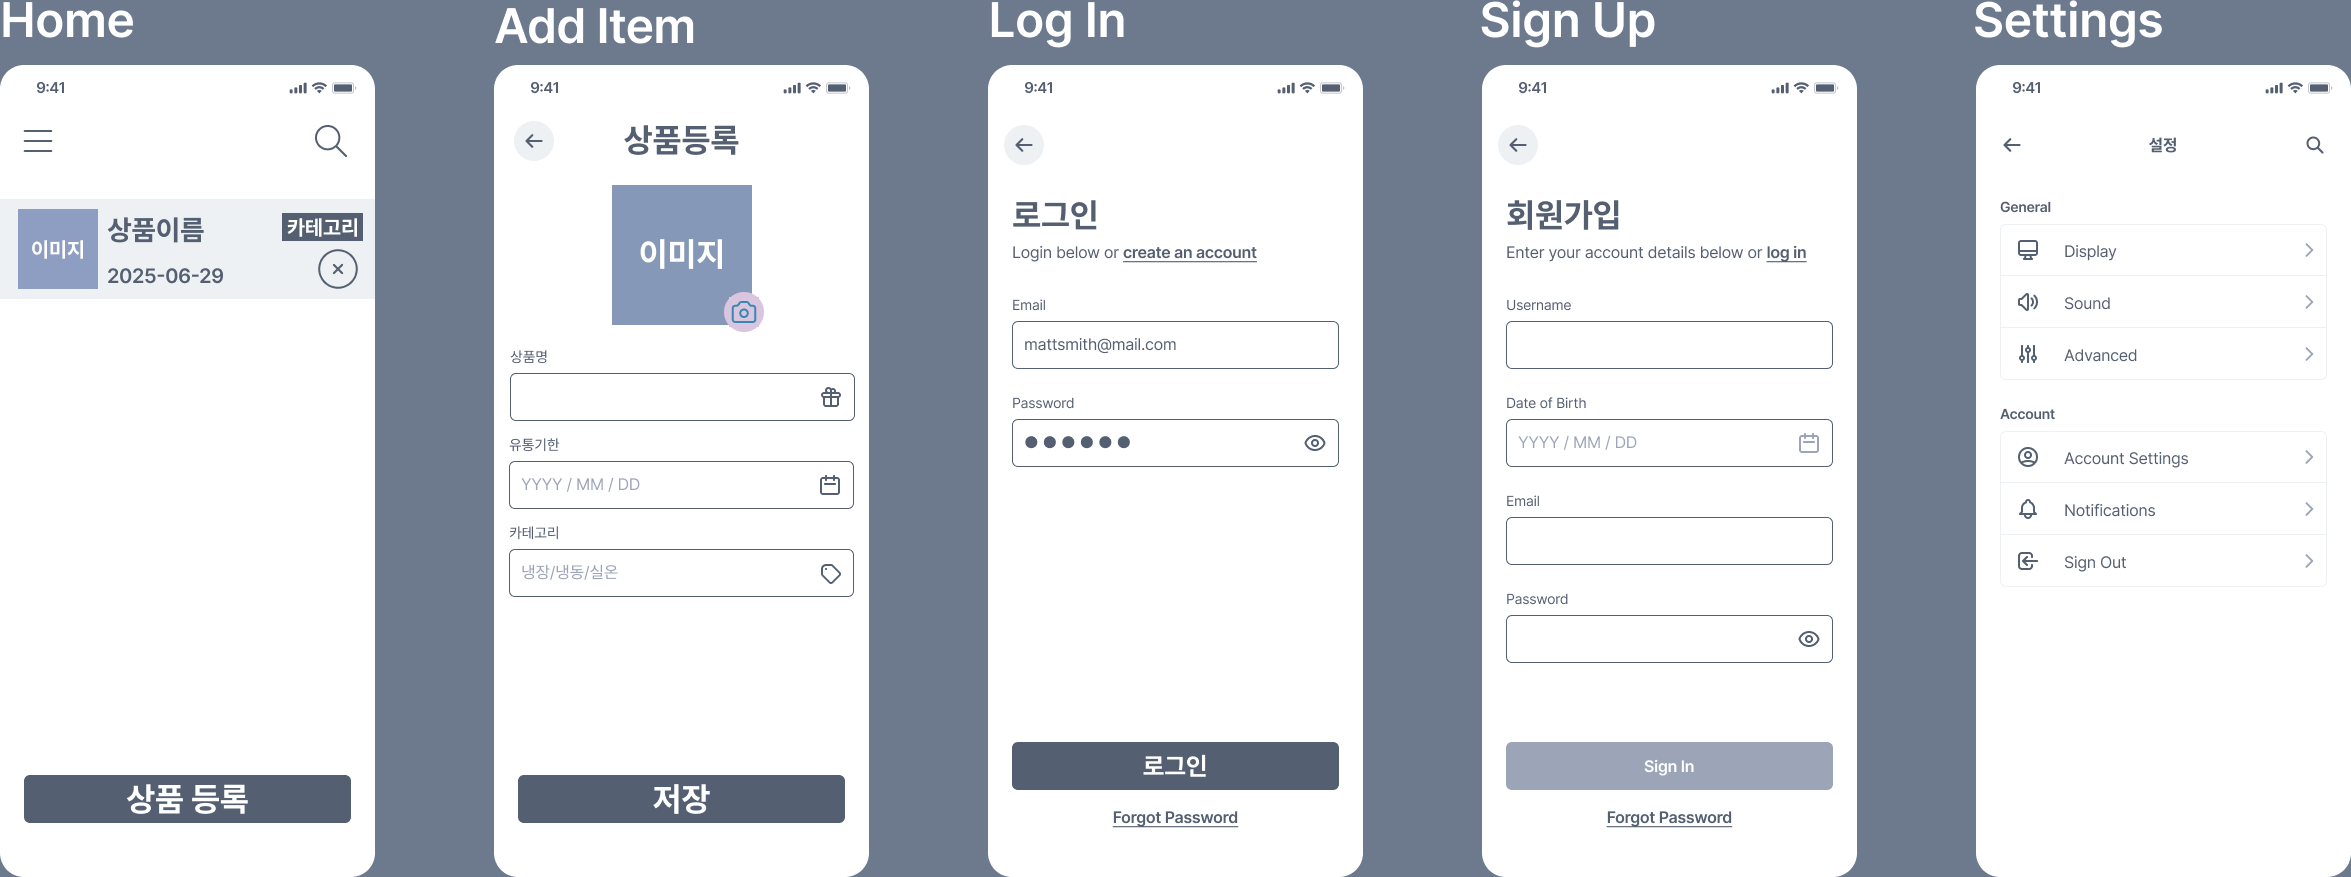 Home
9:41
이미지
상품이름
카테고리
2025-06-29
상품 등록
Add Item
9:41
상품등록
이미지
상품명
유통기한
YYYY / MM / DD
카테고리
냉장/냉동/실온
저장
Log In
9:41
로그인
Login below or create an account
Email
mattsmith@mail.com
Password
로그인
Forgot Password
Sign Up
9:41
회원가입
Enter your account details below or log in
Username
Date of Birth
YYYY / MM / DD
Email
Password
Sign In
Forgot Password
Settings
9:41
설정
General
Display
Sound
Advanced
Account
Account Settings
Notifications
Sign Out